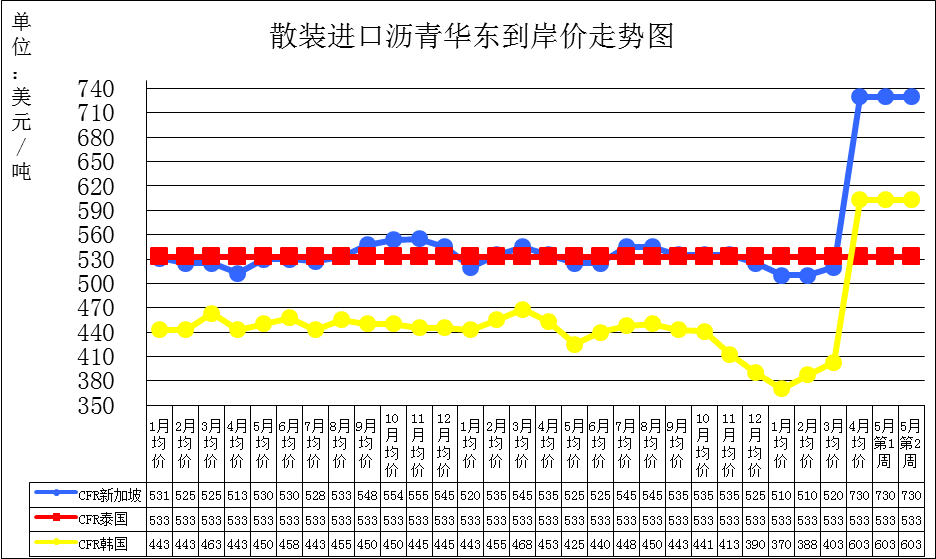 散装进口沥青华东到岸价走势图
单位：美元/吨
740
710
680
650
620
590
560
530
500
470
440
410
380
350
1月均价 2月均价 3月均价 4月均价 5月均价 6月均价 7月均价 8月均价 9月均价 10月均价 11月均价 12月均价 1月均价 2月均价 3月均价 4月均价 5月均价 6月均价 7月均价 8月均价 9月均价 10月均价 11月均价 12月均价 1月均价 2月均价 3月均价 4月均价 5月第1周 5月第2周
CFR新加坡 531 525 525 513 530 530 528 533 548 554 555 545 520 535 545 535 525 525 545 545 535 535 535 525 510 510 520 730 730 730
CFR泰国 533 533 533 533 533 533 533 533 533 533 533 533 533 533 533 533 533 533 533 533 533 533 533 533 533 533 533 533 533 533
CFR韩国 443 443 463 443 450 458 443 455 450 450 445 445 443 455 468 453 425 440 448 450 443 441 413 390 370 388 403 603 603 603